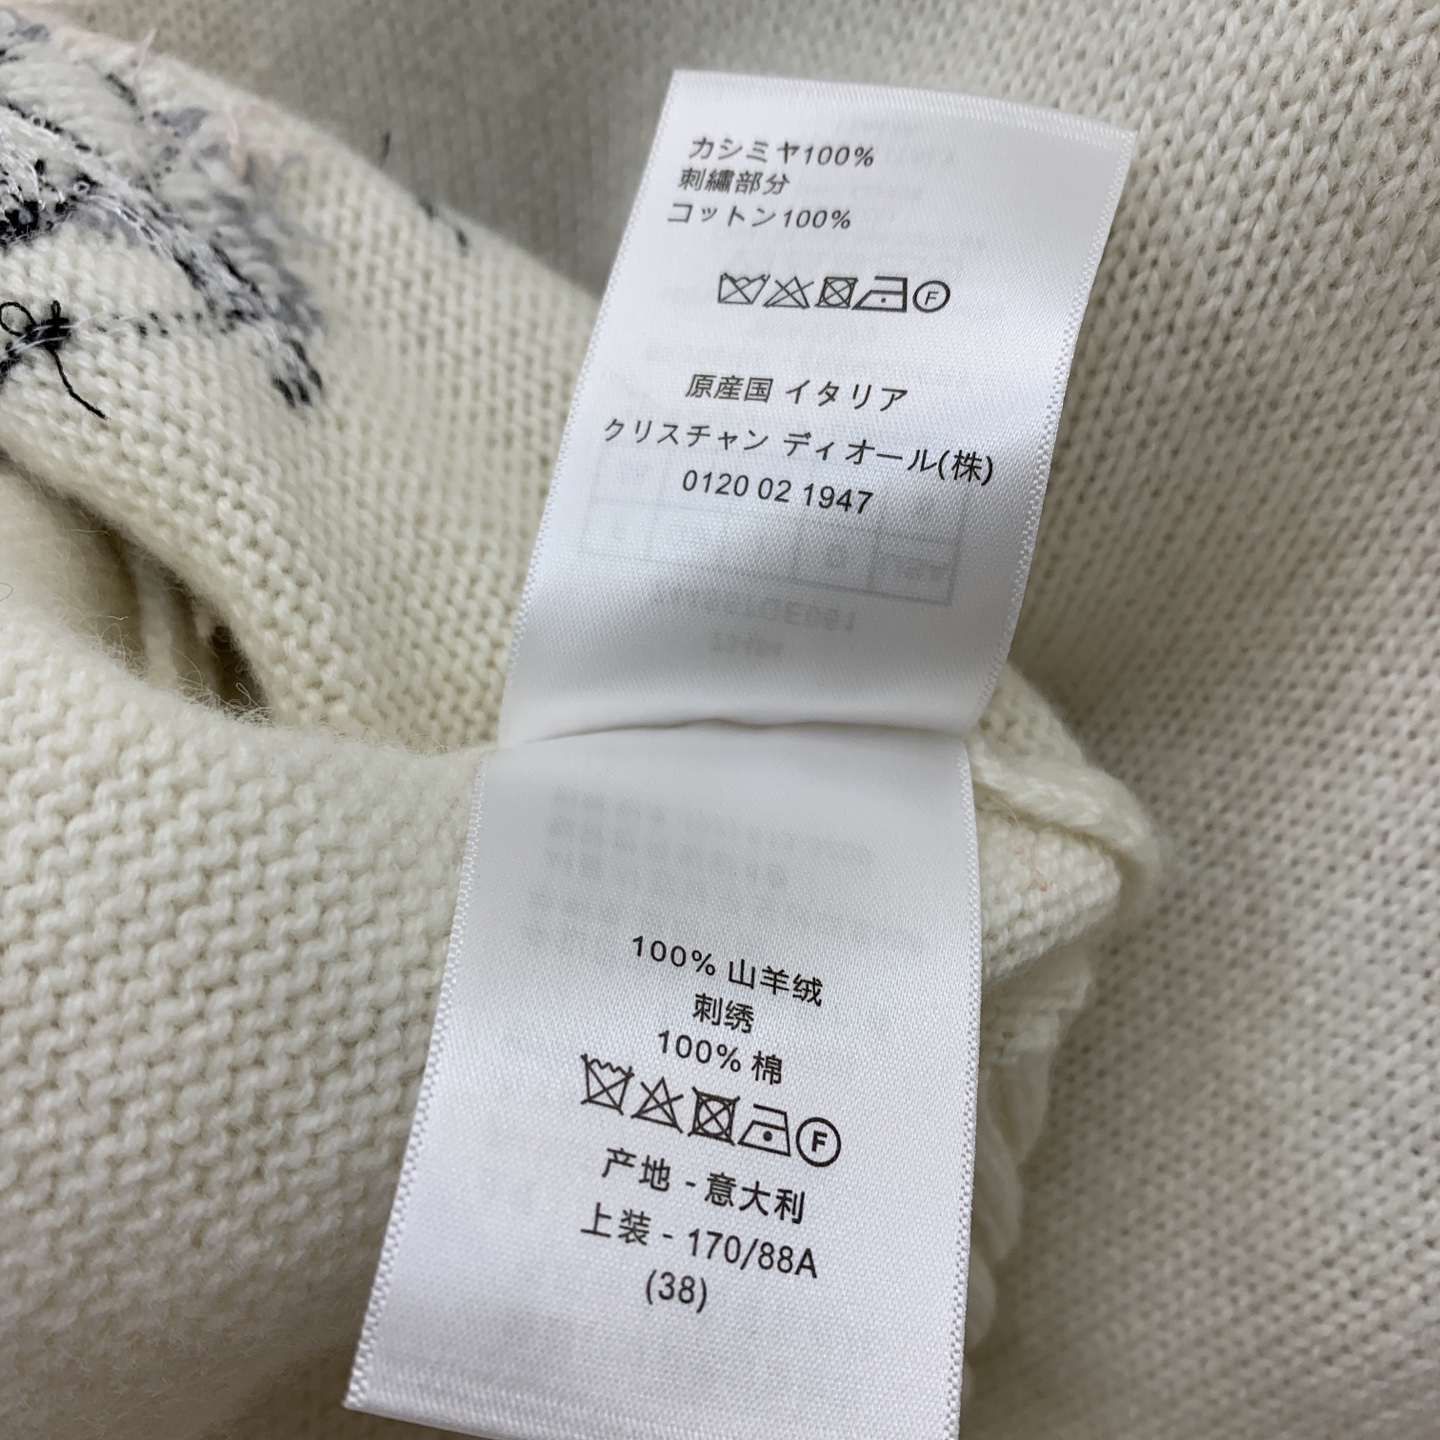 カシミヤ100%
刺繍部分
コットン100%
F
原産国 イタリア
クリスチャン ディオール(株)
0120 02 1947
100% 山羊绒
刺绣
100% 棉
F
产地 - 意大利
上装 - 170/88A
(38)